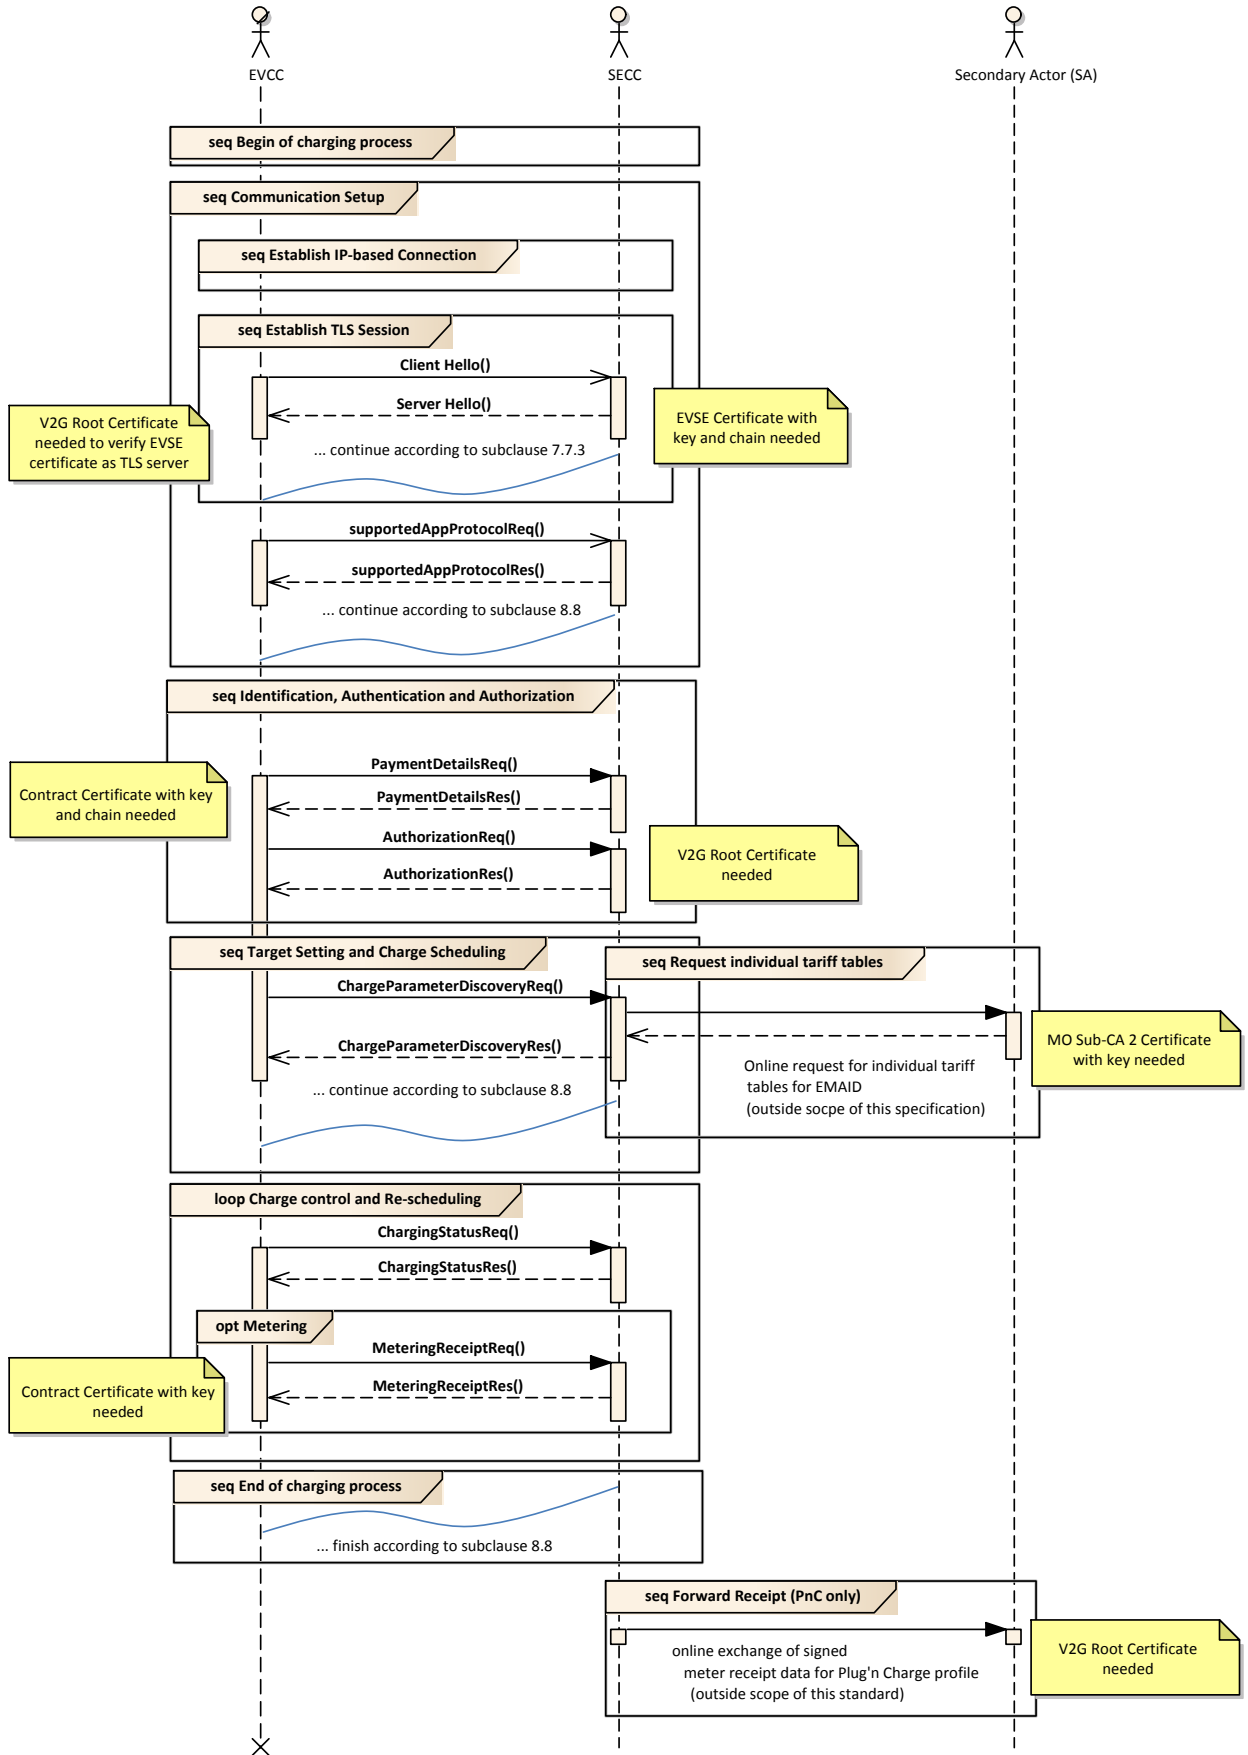 EVCC
SECC
Secondary Actor (SA)
seq Begin of charging process
seq Communication Setup
seq Establish IP-based Connection
seq Establish TLS Session
Client Hello()
Server Hello()
... continue according to subclause 7.7.3
V2G Root Certificate
needed to verify EVSE
certificate as TLS server
EVSE Certificate with
key and chain needed
supportedAppProtocolReq()
supportedAppProtocolRes()
... continue according to subclause 8.8
seq Identification, Authentication and Authorization
PaymentDetailsReq()
PaymentDetailsRes()
AuthorizationReq()
AuthorizationRes()
Contract Certificate with key
and chain needed
V2G Root Certificate
needed
seq Target Setting and Charge Scheduling
seq Request individual tariff tables
ChargeParameterDiscoveryReq()
ChargeParameterDiscoveryRes()
... continue according to subclause 8.8
Online request for individual tariff
tables for EMAID
(outside socpe of this specification)
MO Sub-CA 2 Certificate
with key needed
loop Charge control and Re-scheduling
ChargingStatusReq()
ChargingStatusRes()
opt Metering
MeteringReceiptReq()
MeteringReceiptRes()
Contract Certificate with key
needed
seq End of charging process
... finish according to subclause 8.8
seq Forward Receipt (PnC only)
online exchange of signed
meter receipt data for Plug'n Charge profile
(outside scope of this standard)
V2G Root Certificate
needed